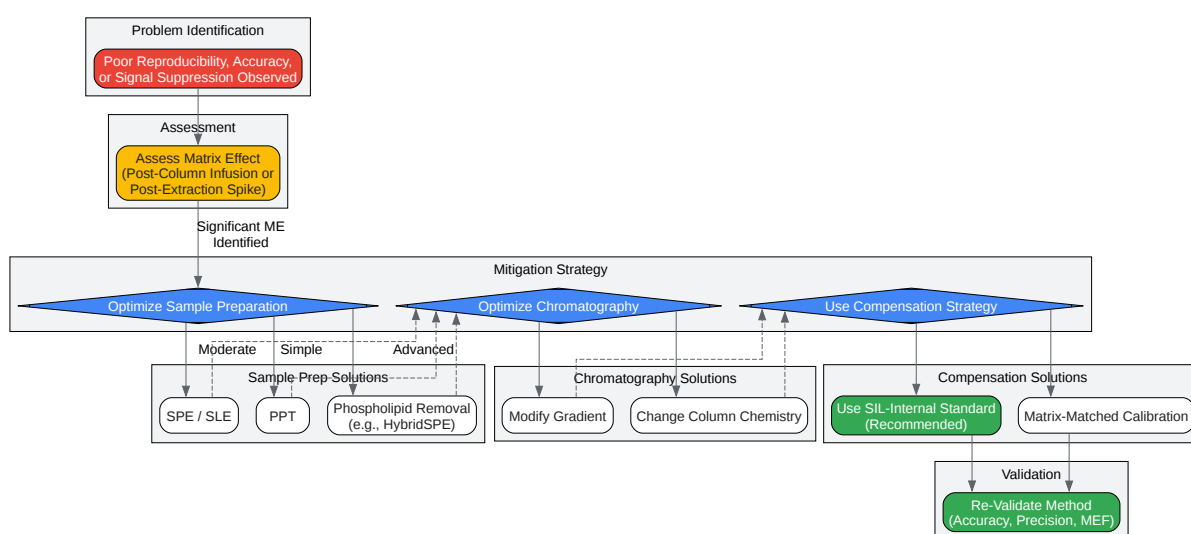 Problem Identification
Poor Reproducibility, Accuracy,
or Signal Suppression Observed
Assessment
Assess Matrix Effect
(Post-Column Infusion or
Post-Extraction Spike)
Significant ME
Identified
Mitigation Strategy
Optimize Sample Preparation
Optimize Chromatography
Use Compensation Strategy
Moderate
Simple
Advanced
Sample Prep Solutions
SPE / SLE
PPT
Phospholipid Removal
(e.g., HybridSPE)
Chromatography Solutions
Modify Gradient
Change Column Chemistry
Compensation Solutions
Use SIL-Internal Standard
(Recommended)
Matrix-Matched Calibration
Validation
Re-Validate Method
(Accuracy, Precision, MEF)